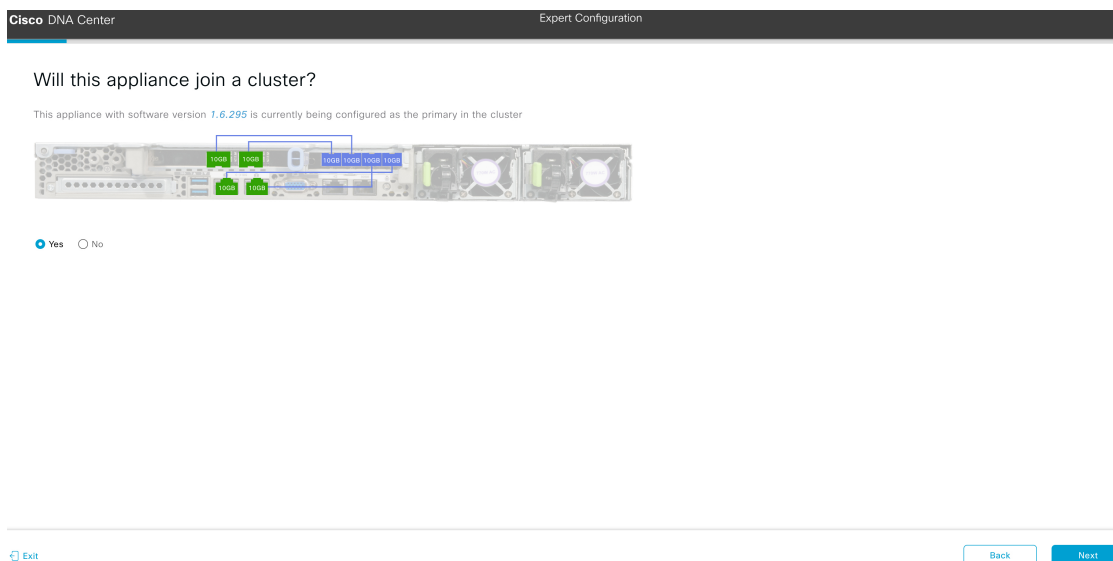 Cisco DNA Center
Expert Configuration
Will this appliance join a cluster?
This appliance with software version 1.6.295 is currently being configured as the primary in the cluster
10GB 10GB 10GB 10GB 10GB 10GB
10GB 10GB
Yes No
Exit Back Next